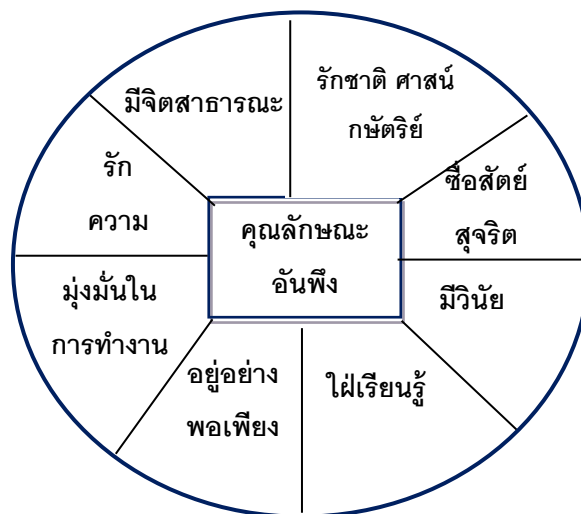 คุณลักษณะ
อันพึง
รักชาติ ศาสน์
กษัตริย์
ซื่อสัตย์
สุจริต
มีวินัย
ใฝ่เรียนรู้
อยู่อย่าง
พอเพียง
มุ่งมั่นใน
การทำงาน
รัก
ความ
มีจิตสาธารณะ